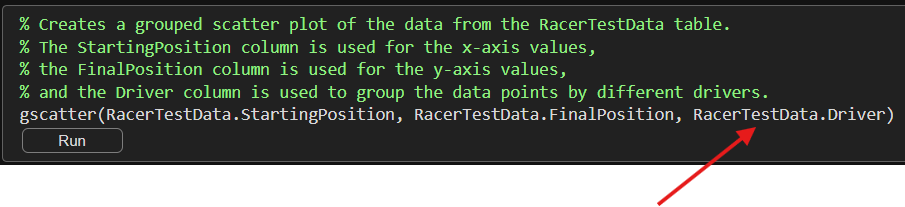 % Creates a grouped scatter plot of the data from the RacerTestData table.
% The StartingPosition column is used for the x-axis values,
% the FinalPosition column is used for the y-axis values,
% and the Driver column is used to group the data points by different drivers.
gscatter(RacerTestData.StartingPosition, RacerTestData.FinalPosition, RacerTestData.Driver)
Run